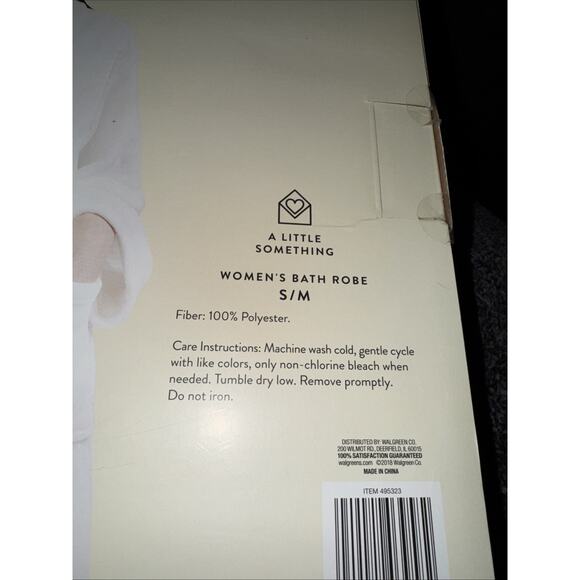 A LITTLE
SOMETHING
WOMEN'S BATH ROBE
S/M
Fiber: 100% Polyester.
Care Instructions: Machine wash cold, gentle cycle
with like colors, only non-chlorine bleach when
needed. Tumble dry low. Remove promptly.
Do not iron.
DISTRIBUTED BY: WALGREEN CO.
200 WILMOT RD., DEERFIELD, IL 60015
100% SATISFACTION GUARANTEED
walgreens.com ©2018 Walgreen Co.
MADE IN CHINA
ITEM 495323